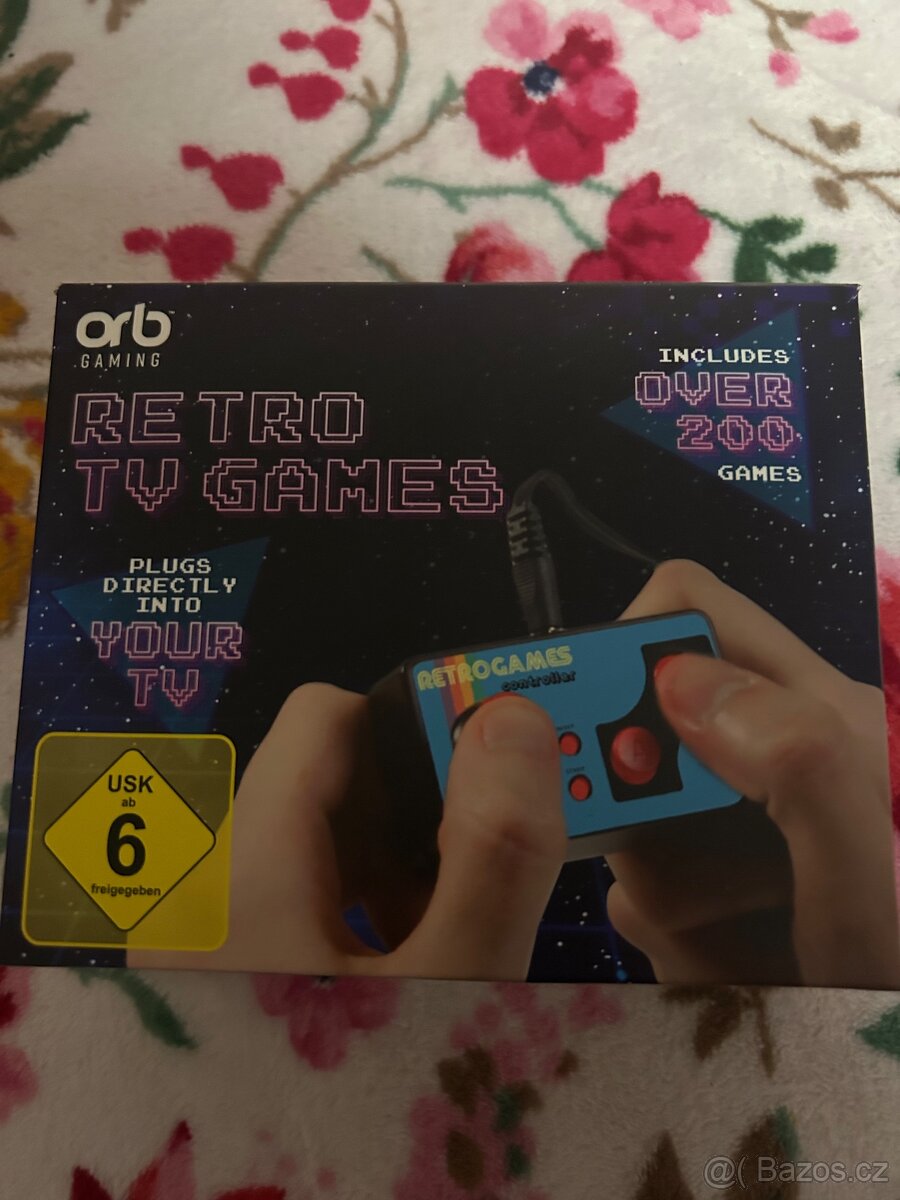 orb
GAMING
RETRO
TV GAMES
INCLUDES
OVER
200
GAMES
PLUGS
DIRECTLY
INTO
YOUR
TV
RETROGAMES
controller
START
USK
ab
6
freigegeben
@( Bazos.cz